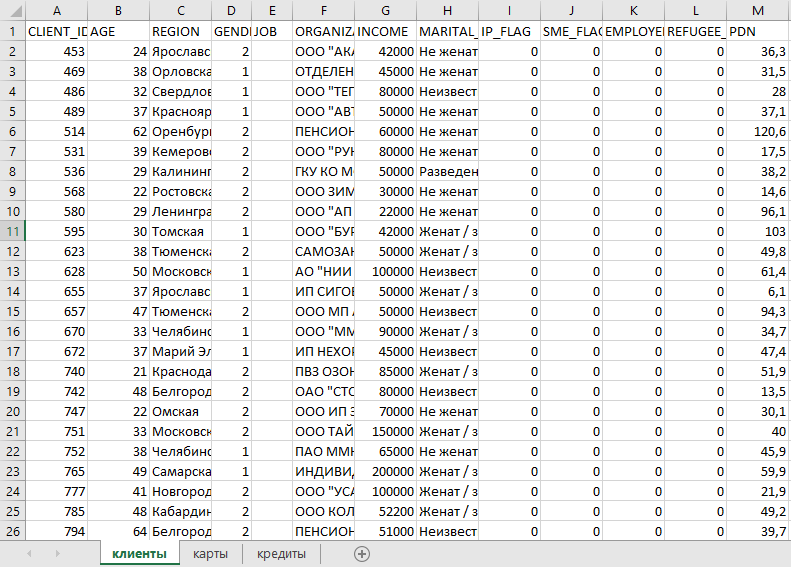 A B C D E F G H I J K L M
1 CLIENT_ID AGE REGION GENDI JOB ORGANIZA INCOME MARITAL_ IP_FLAG SME_FLAG EMPLOYEI REFUGEE_ PDN
2 453 24 Ярославс 2 ООО "АКА 42000 Не женат 0 0 0 0 36,3
3 469 38 Орловска 1 ОТДЕЛЕН 45000 Не женат 0 0 0 0 31,5
4 486 32 Свердлов 1 ООО "ТЕГ 80000 Неизвест 0 0 0 0 28
5 489 37 Краснояр 1 ООО "АВТ 50000 Не женат 0 0 0 0 37,1
6 514 62 Оренбург 2 ПЕНСИОН 60000 Не женат 0 0 0 0 120,6
7 531 39 Кемеровс 2 ООО "РУН 80000 Не женат 0 0 0 0 17,5
8 536 29 Калининг 2 ГКУ КО МО 50000 Разведен 0 0 0 0 38,2
9 568 22 Ростовска 2 ООО ЗИМ 30000 Не женат 0 0 0 0 14,6
10 580 29 Ленингра 2 ООО "АП 22000 Не женат 0 0 0 0 96,1
11 595 30 Томская 1 ООО "БУР 42000 Женат / з 0 0 0 0 103
12 623 38 Тюменска 2 САМОЗАН 50000 Женат / з 0 0 0 0 49,8
13 628 50 Московск 1 АО "НИИ 100000 Неизвест 0 0 0 0 61,4
14 655 37 Ярославс 1 ИП СИГОВ 50000 Женат / з 0 0 0 0 6,1
15 657 47 Тюменска 2 ООО МП 50000 Неизвест 0 0 0 0 94,3
16 670 33 Челябинс 1 ООО "ММ 90000 Женат / з 0 0 0 0 34,7
17 672 37 Марий Эл 1 ИП НЕХОР 45000 Неизвест 0 0 0 0 47,4
18 740 21 Краснода 2 ПВЗ ОЗОН 85000 Женат / з 0 0 0 0 51,9
19 742 48 Белгород 2 ОАО "СТО 80000 Неизвест 0 0 0 0 13,5
20 747 22 Омская 2 ООО ИП З 70000 Не женат 0 0 0 0 30,1
21 751 33 Московск 2 ООО ТАЙ 150000 Женат / з 0 0 0 0 40
22 752 38 Челябинс 1 ПАО ММК 65000 Не женат 0 0 0 0 45,9
23 765 49 Самарска 1 ИНДИВИД 200000 Женат / з 0 0 0 0 59,9
24 777 41 Новгород 2 ООО "УСА 100000 Женат / з 0 0 0 0 21,9
25 785 48 Кабардин 2 ООО КОЛ 52200 Женат / з 0 0 0 0 49,2
26 794 64 Белгород 2 ПЕНСИОН 51000 Неизвест 0 0 0 0 39,7
клиенты карты кредиты